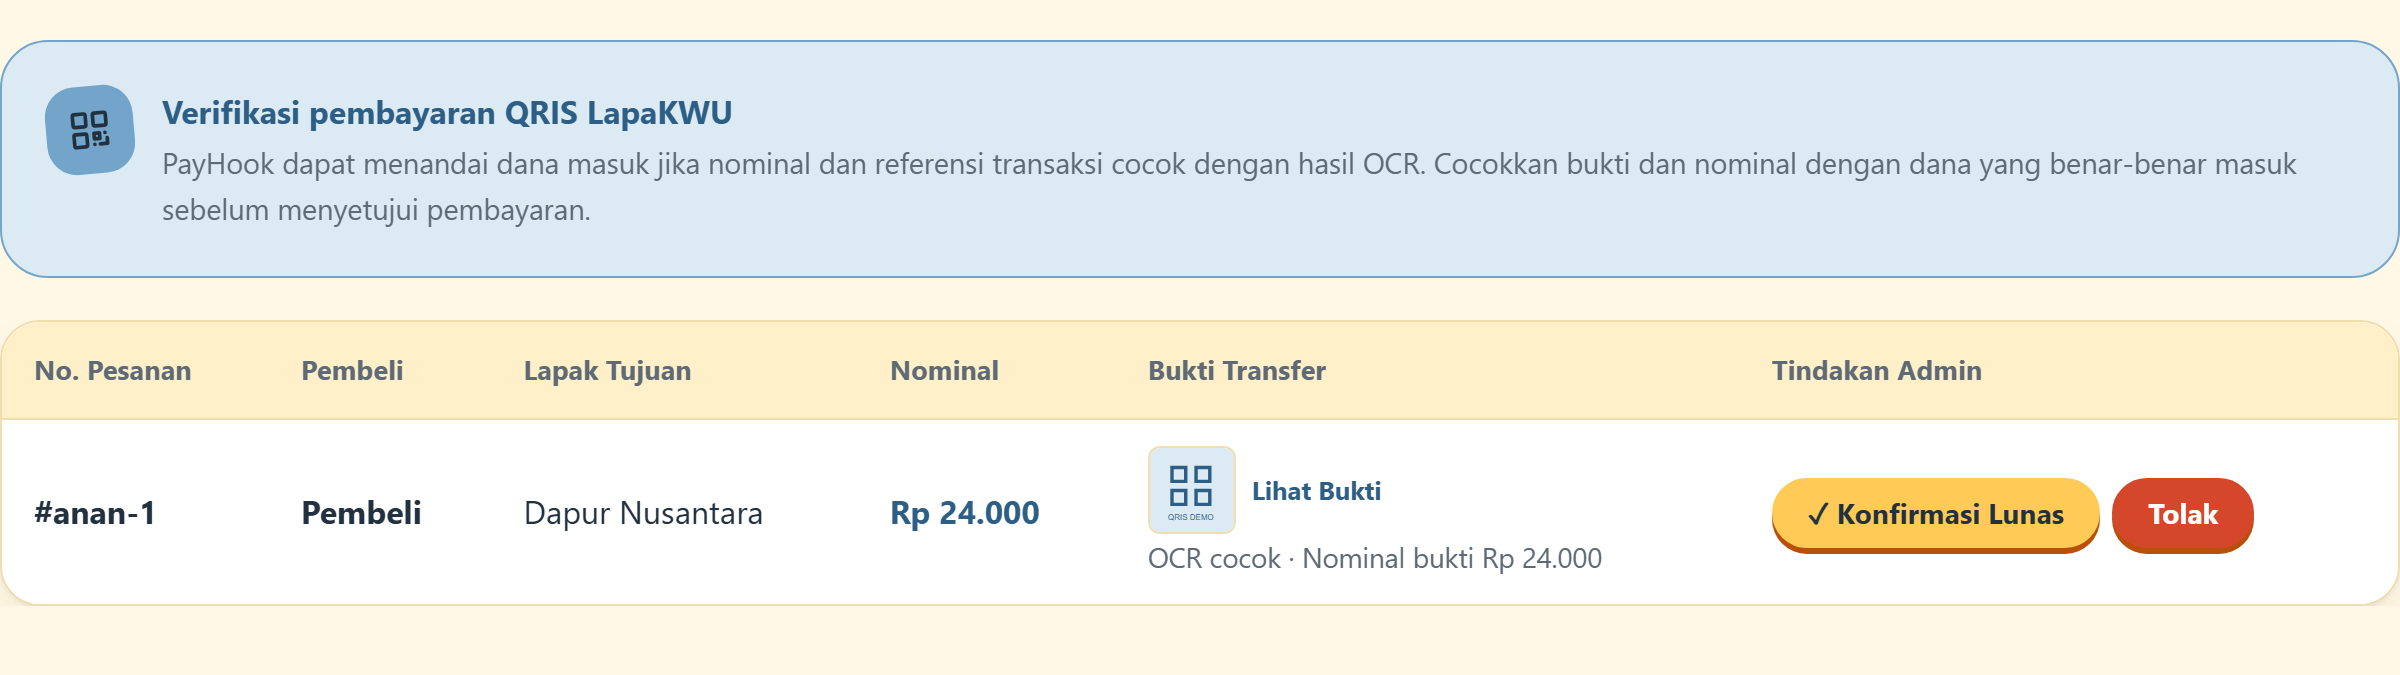 Verifikasi pembayaran QRIS LapaKWU
PayHook dapat menandai dana masuk jika nominal dan referensi transaksi cocok dengan hasil OCR. Cocokkan bukti dan nominal dengan dana yang benar-benar masuk
sebelum menyetujui pembayaran.
No. Pesanan Pembeli Lapak Tujuan Nominal Bukti Transfer Tindakan Admin
#anan-1 Pembeli Dapur Nusantara Rp 24.000 QRIS DEMO Lihat Bukti ✓ Konfirmasi Lunas Tolak
OCR cocok · Nominal bukti Rp 24.000